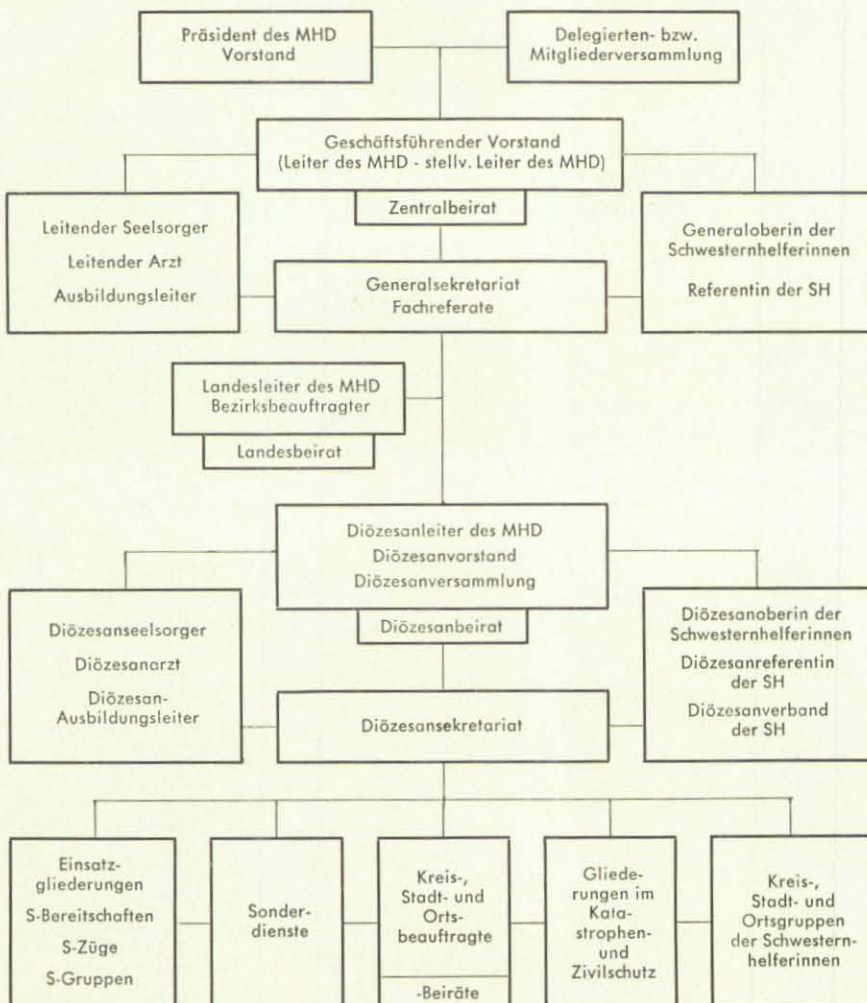 Präsident des MHD
Vorstand
Delegierten- bzw.
Mitgliederversammlung
Geschäftsführender Vorstand
(Leiter des MHD - stellv. Leiter des MHD)
Zentralbeirat
Leitender Seelsorger
Leitender Arzt
Ausbildungsleiter
Generalsekretariat
Fachreferate
Generaloberin der
Schwesternhelferinnen
Referentin der SH
Landesleiter des MHD
Bezirksbeauftragter
Landesbeirat
Diözesanleiter des MHD
Diözesanvorstand
Diözesanversammlung
Diözesanbeirat
Diözesanseelsorger
Diözesanarzt
Diözesan-
Ausbildungsleiter
Diözesansekretariat
Diözesanoberin der
Schwesternhelferinnen
Diözesanreferentin
der SH
Diözesanverband
der SH
Einsatz-
gliederungen
S-Bereitschaften
S-Züge
S-Gruppen
Sonder-
dienste
Kreis-,
Stadt- und
Orts-
beauftragte
-Beiräte
Gliede-
rungen im
Kata-
strophen-
und
Zivilschutz
Kreis-,
Stadt- und
Ortsgruppen
der Schwestern-
helferinnen